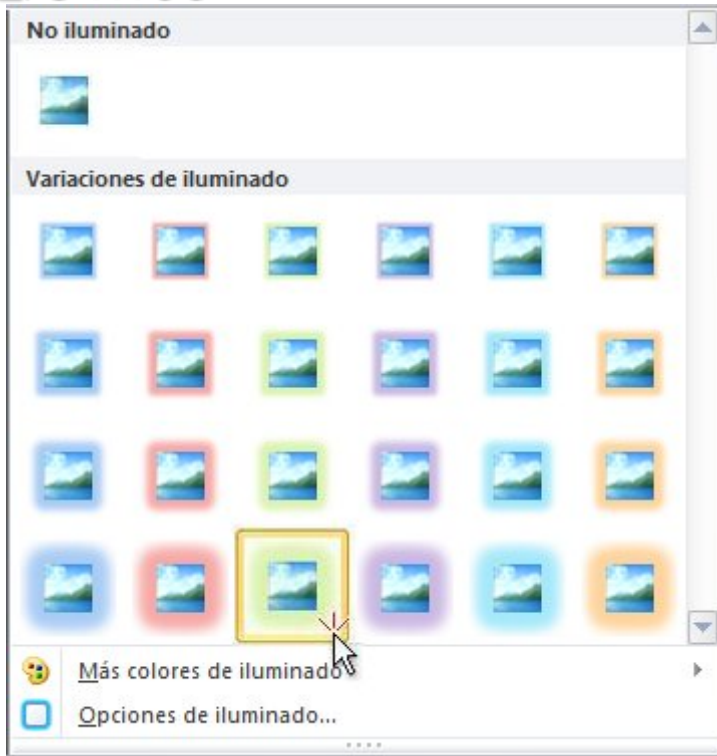 No iluminado
Variaciones de iluminado
Más colores de iluminado
Opciones de iluminado...